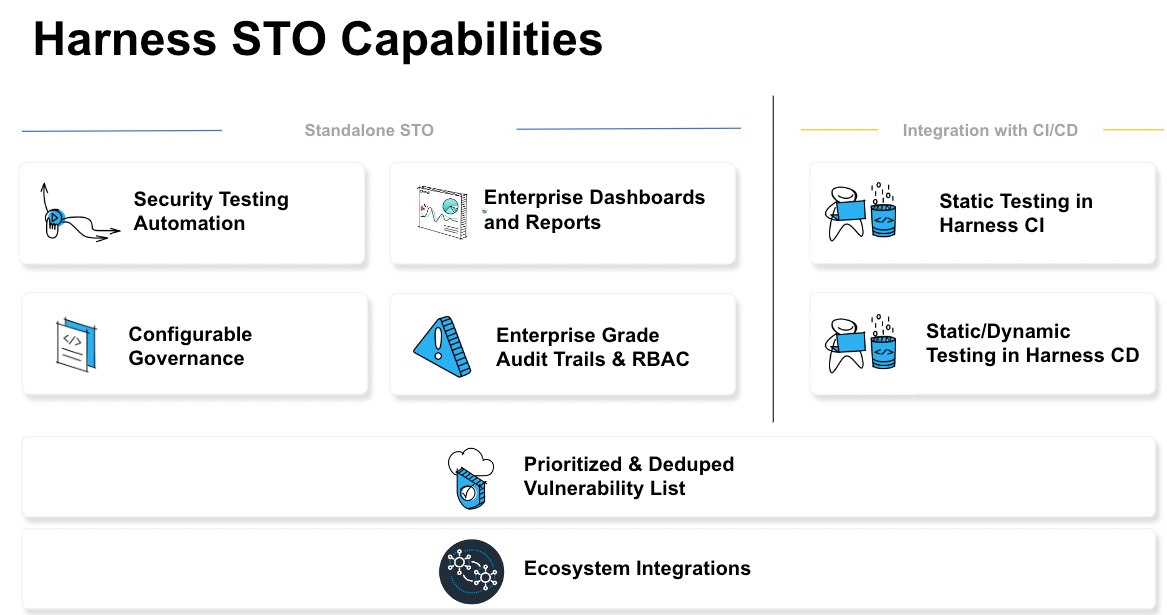 Harness STO Capabilities
Standalone STO
Integration with CI/CD
Security Testing
Automation
Enterprise Dashboards
and Reports
Static Testing in
Harness CI
Configurable
Governance
Enterprise Grade
Audit Trails & RBAC
Static/Dynamic
Testing in Harness CD
Prioritized & Deduped
Vulnerability List
Ecosystem Integrations